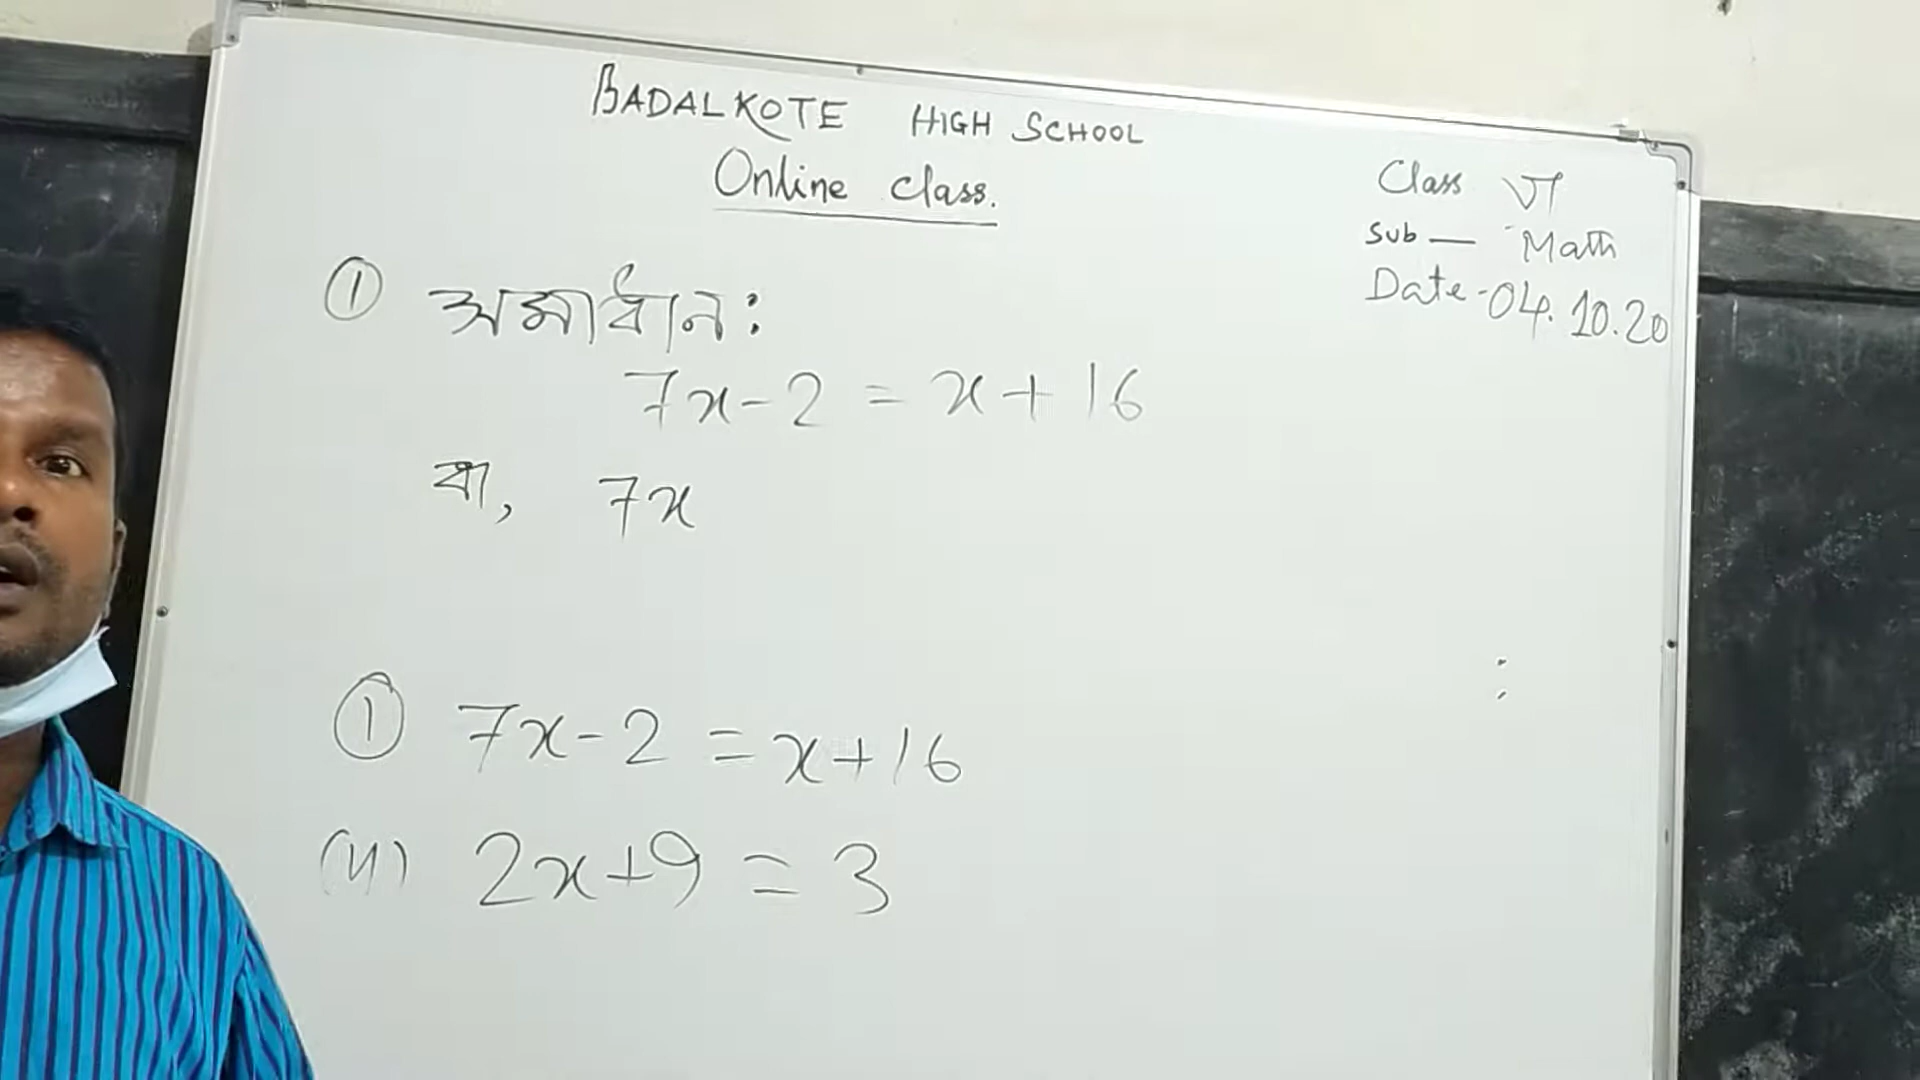 BADALKOTE HIGH SCHOOL
Online class.
Class VI
Sub — Math
Date - 04.10.20
① সমাধান:
7x - 2 = x + 16
বা, 7x
① 7x - 2 = x + 16
(ii) 2x + 9 = 3